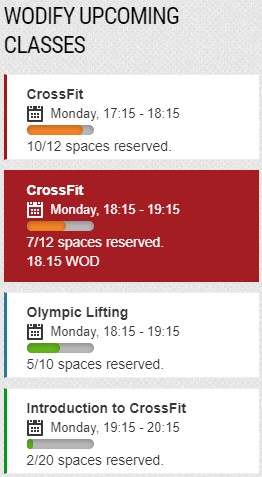 WODIFY UPCOMING
CLASSES
CrossFit
Monday, 17:15 - 18:15
10/12 spaces reserved.
CrossFit
Monday, 18:15 - 19:15
7/12 spaces reserved.
18.15 WOD
Olympic Lifting
Monday, 18:15 - 19:15
5/10 spaces reserved.
Introduction to CrossFit
Monday, 19:15 - 20:15
2/20 spaces reserved.